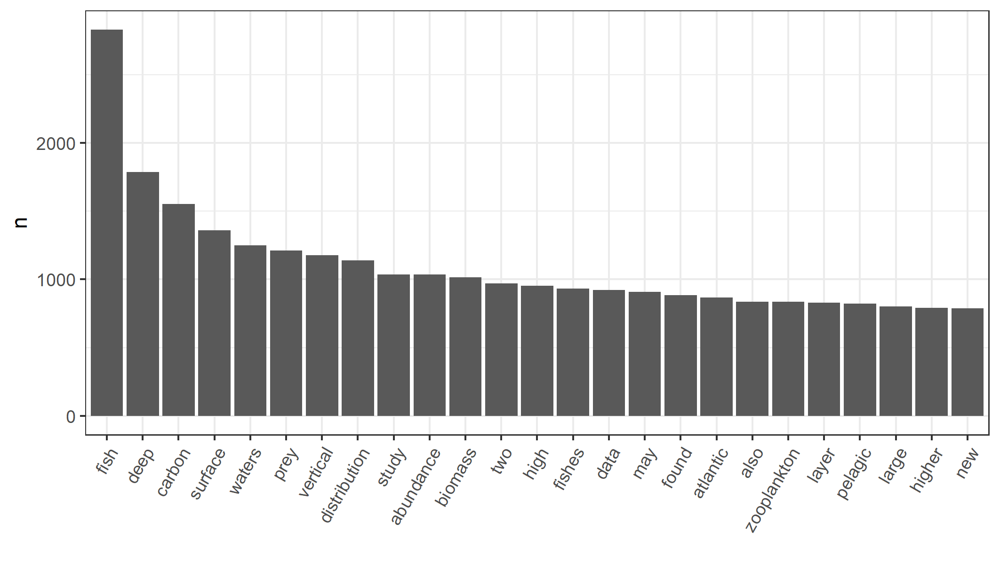 n
2000
1000
0
fish
deep
carbon
surface
waters
prey
vertical
distribution
study
abundance
biomass
two
high
fishes
data
may
found
atlantic
also
zooplankton
layer
pelagic
large
higher
new